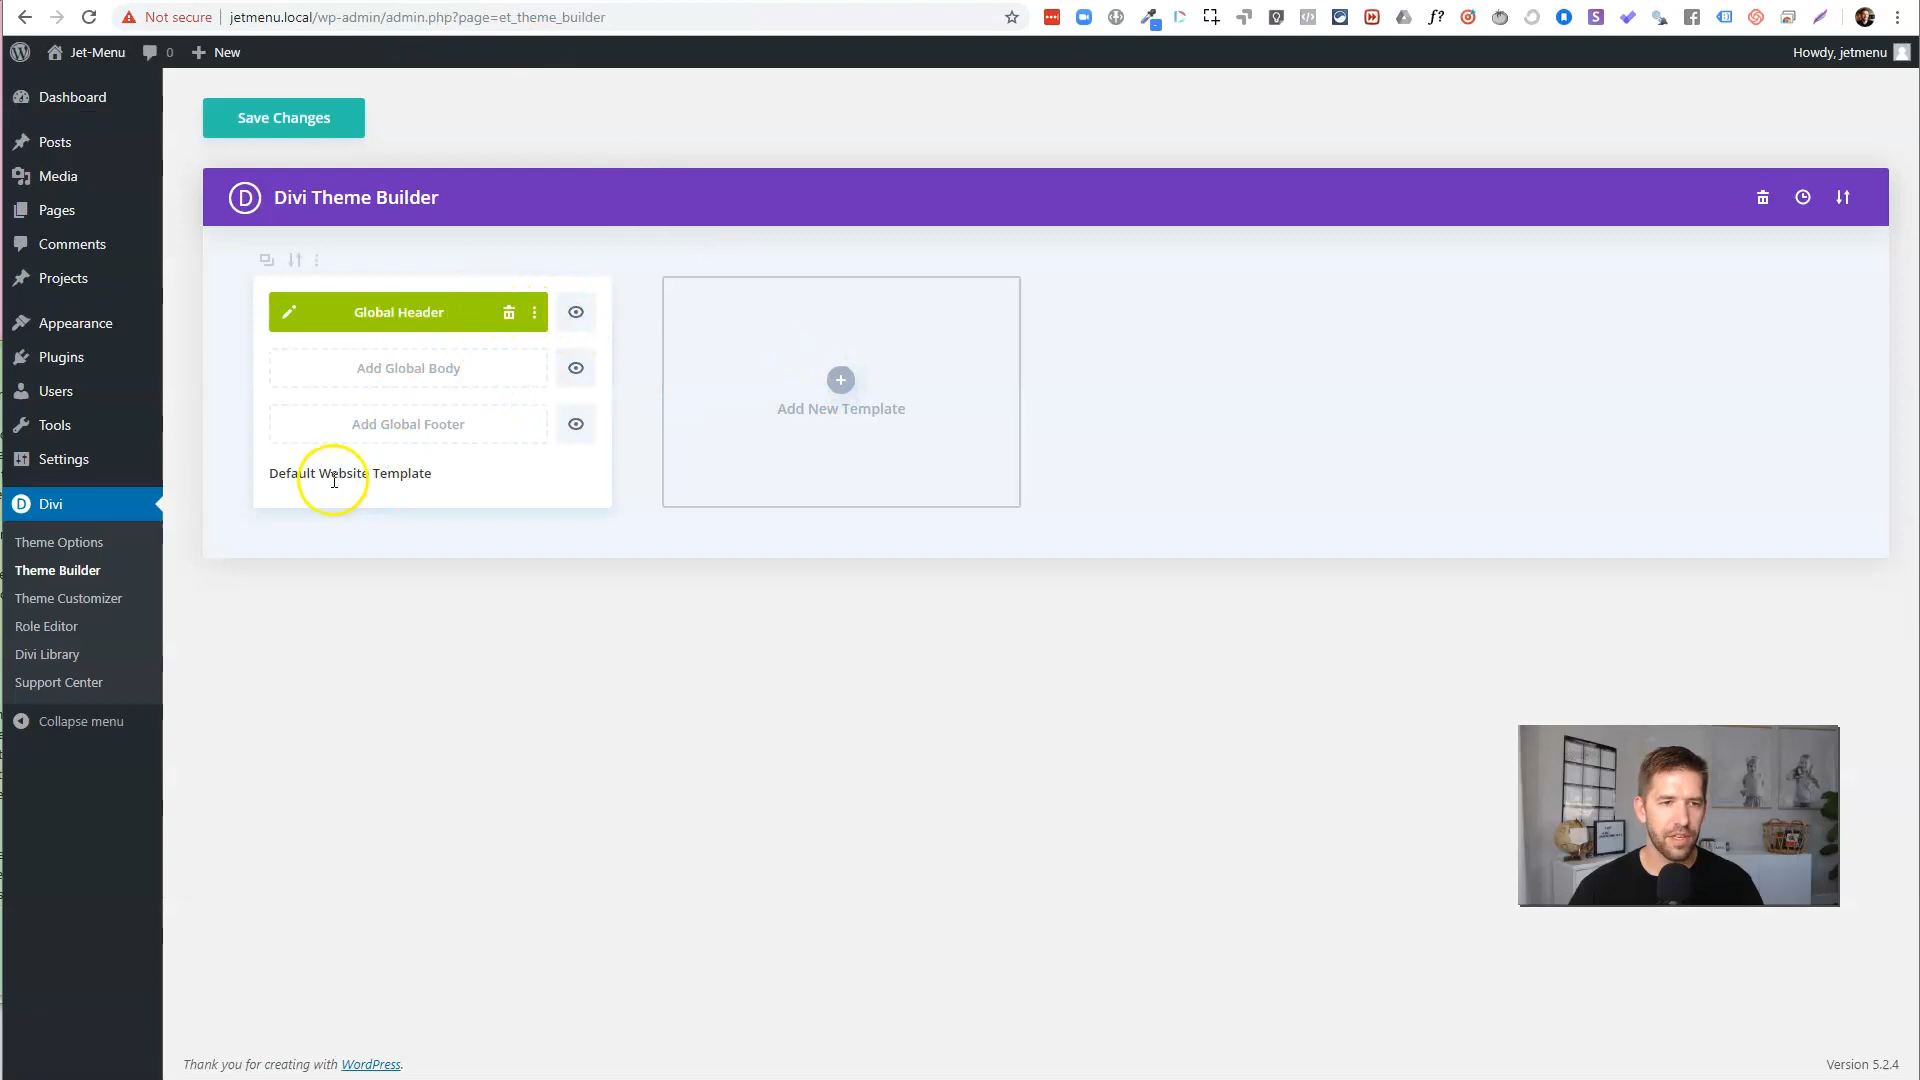 Not secure | jetmenu.local/wp-admin/admin.php?page=et_theme_builder
Jet-Menu
0
New
Howdy, jetmenu
Dashboard
Posts
Media
Pages
Comments
Projects
Appearance
Plugins
Users
Tools
Settings
Divi
Theme Options
Theme Builder
Theme Customizer
Role Editor
Divi Library
Support Center
Collapse menu
Save Changes
D Divi Theme Builder
Global Header
Add Global Body
Add Global Footer
Default Website Template
Add New Template
Thank you for creating with WordPress.
Version 5.2.4